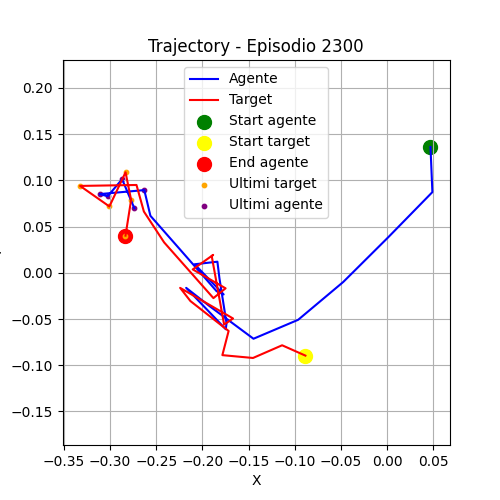 Trajectory - Episodio 2300
Agente
Target
Start agente
Start target
End agente
Ultimi target
Ultimi agente
0.20
0.15
0.10
0.05
0.00
−0.05
−0.10
−0.15
−0.35 −0.30 −0.25 −0.20 −0.15 −0.10 −0.05 0.00 0.05
X